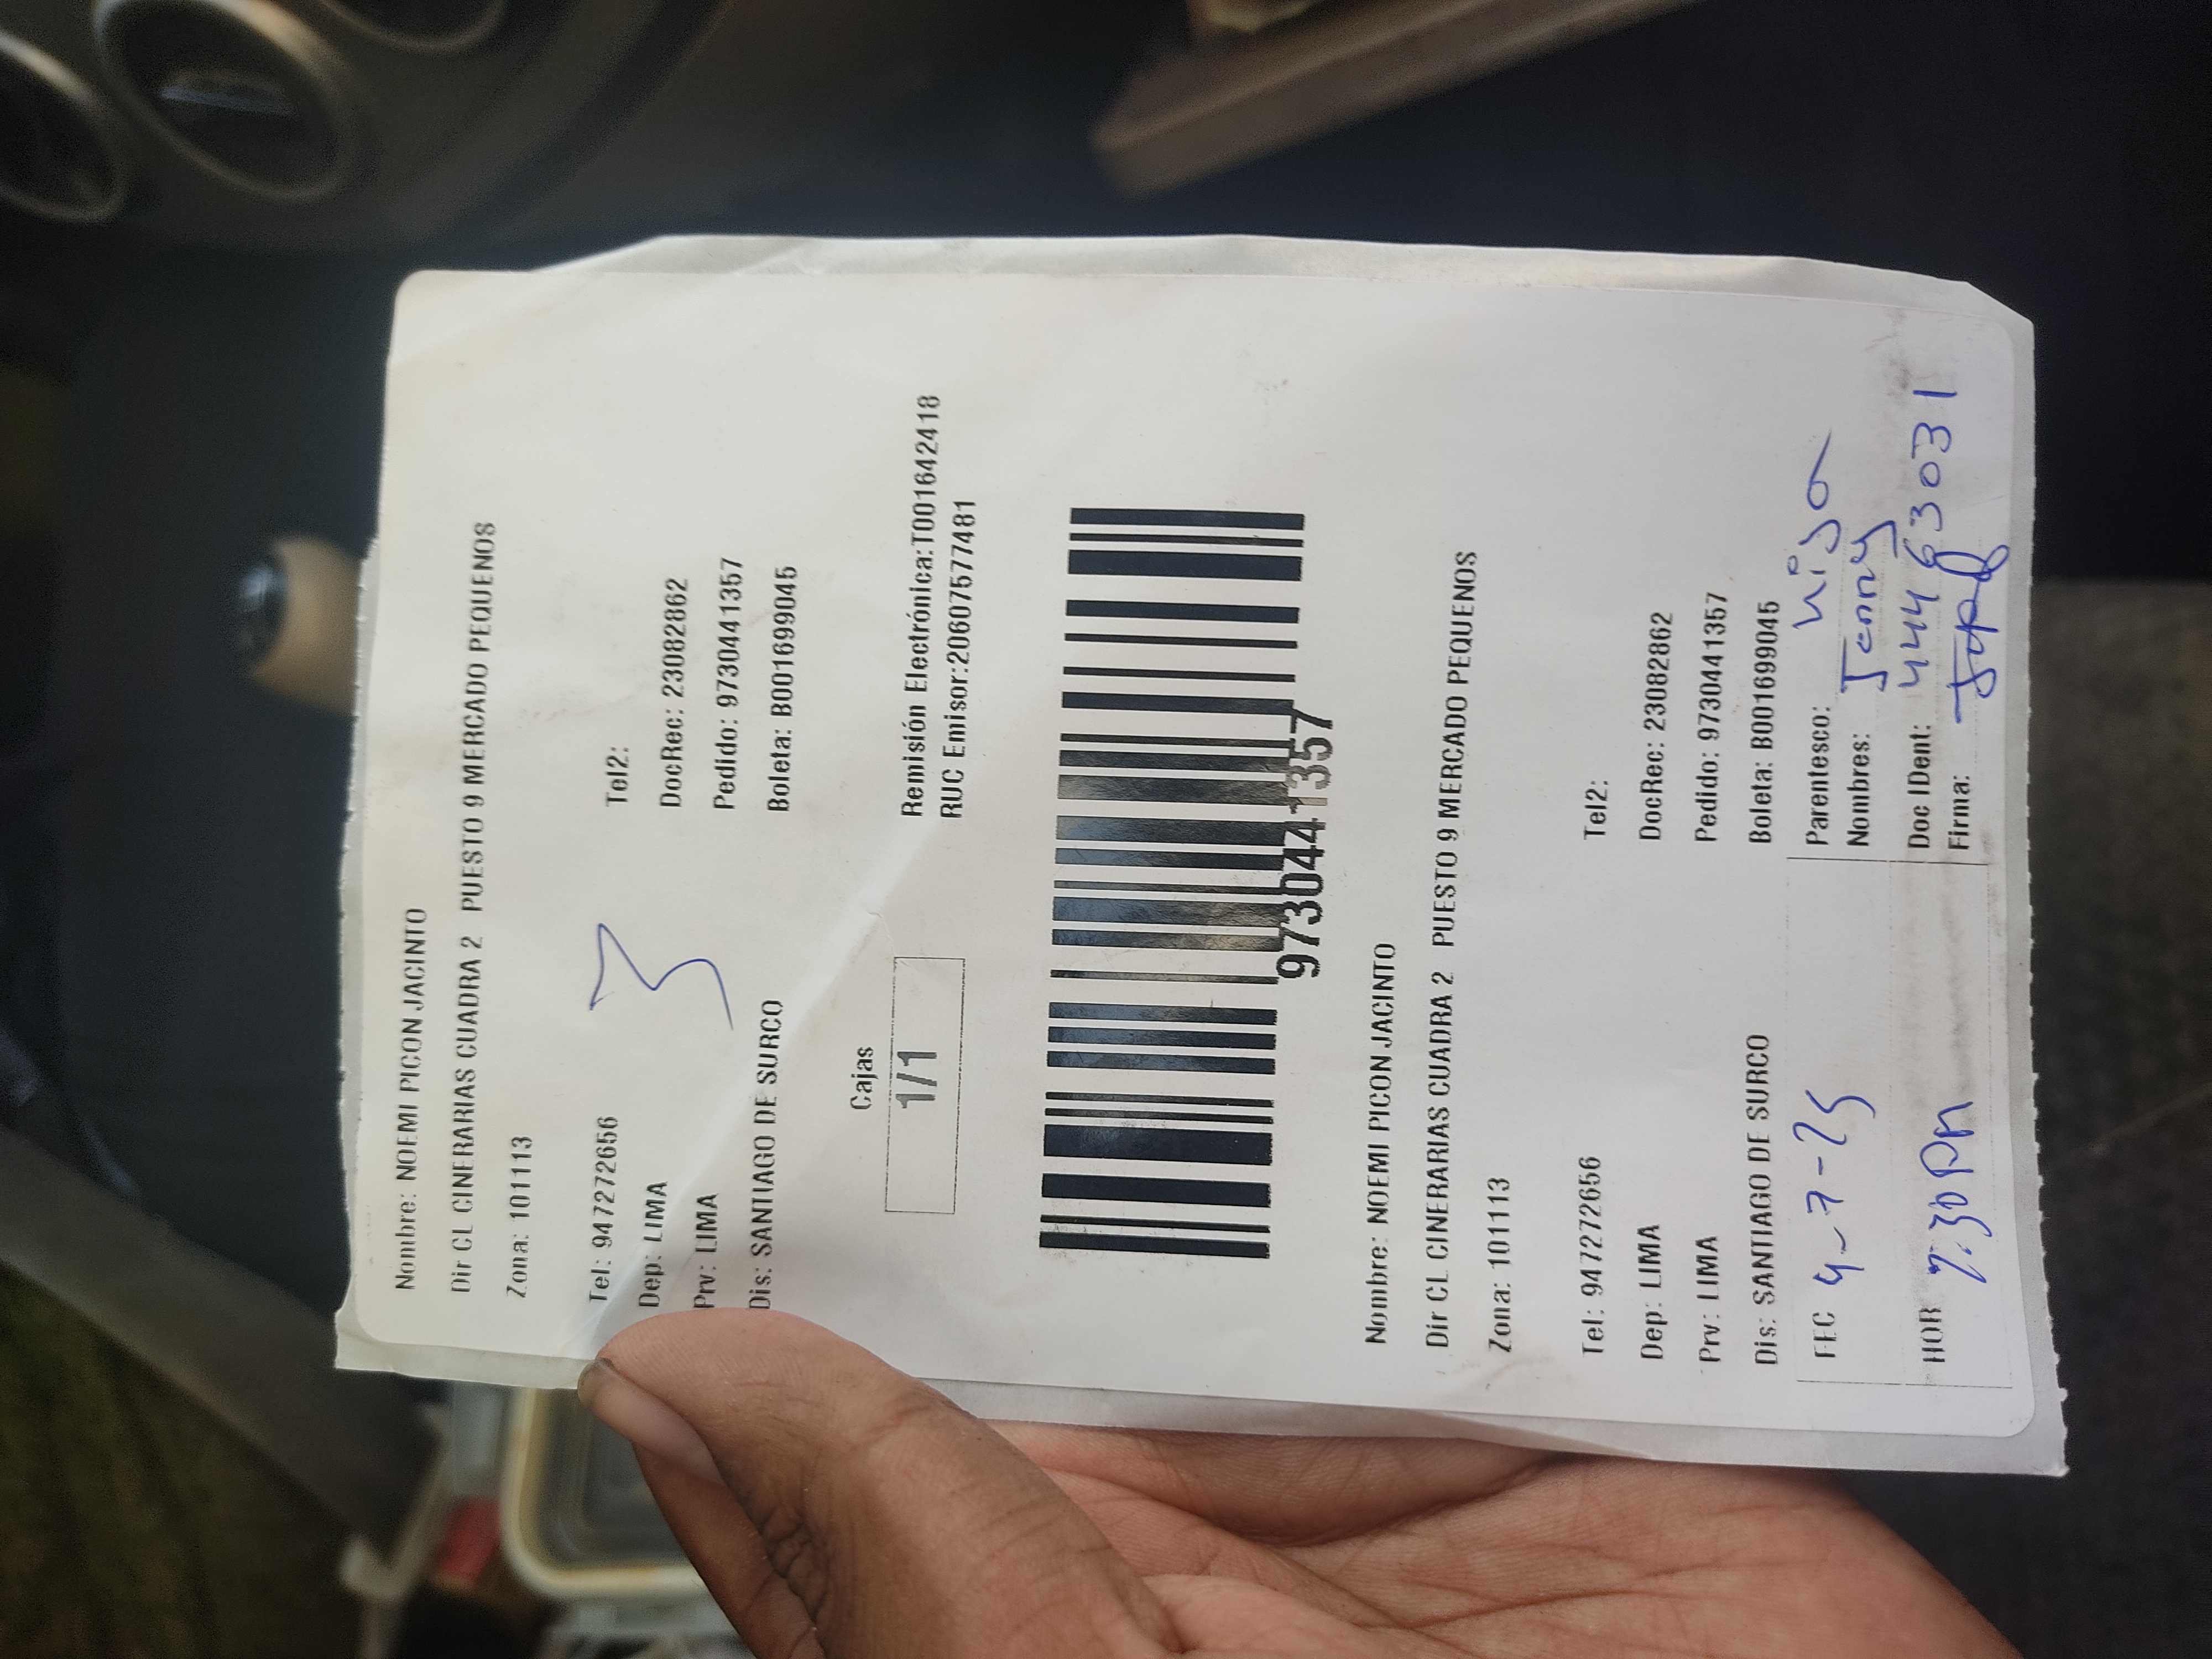 Nombre: NOEMI PICON JACINTO
Dir CL CINERARIAS CUADRA 2 PUESTO 9 MERCADO PEQUENOS
Zona: 101113
Tel: 947272656 Tel2:
Dep: LIMA DocRec: 23082862
Prv: LIMA Pedido: 9730441357
Dis: SANTIAGO DE SURCO Boleta: B001699045
3
Cajas
1/1
Remisión Electrónica:T001642418
RUC Emisor:20607577481
9730441357
Nombre: NOEMI PICON JACINTO
Dir CL CINERARIAS CUADRA 2 PUESTO 9 MERCADO PEQUENOS
Zona: 101113
Tel: 947272656 Tel2:
Dep: LIMA DocRec: 23082862
Prv: LIMA Pedido: 9730441357
Dis: SANTIAGO DE SURCO Boleta: B001699045
FEC 4-7-25 Parentesco: hija
Nombres: Jenny
HOR 2:30 PM Doc IDent: 44463031
Firma: